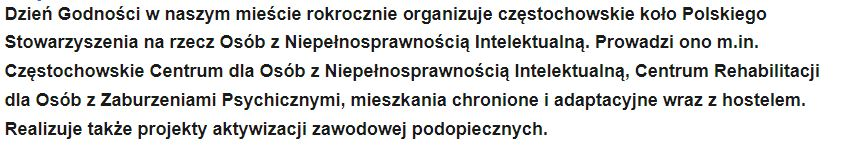 Dzień Godności w naszym mieście rokrocznie organizuje częstochowskie koło Polskiego
Stowarzyszenia na rzecz Osób z Niepełnosprawnością Intelektualną. Prowadzi ono m.in.
Częstochowskie Centrum dla Osób z Niepełnosprawnością Intelektualną, Centrum Rehabilitacji
dla Osób z Zaburzeniami Psychicznymi, mieszkania chronione i adaptacyjne wraz z hostelem.
Realizuje także projekty aktywizacji zawodowej podopiecznych.